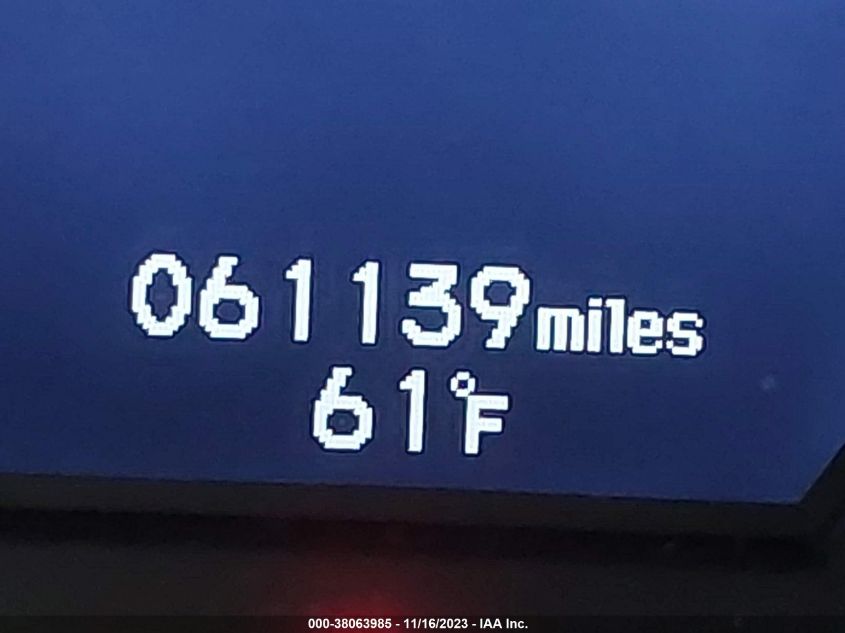 061139miles
61°F
000-38063985 - 11/16/2023 - IAA Inc.